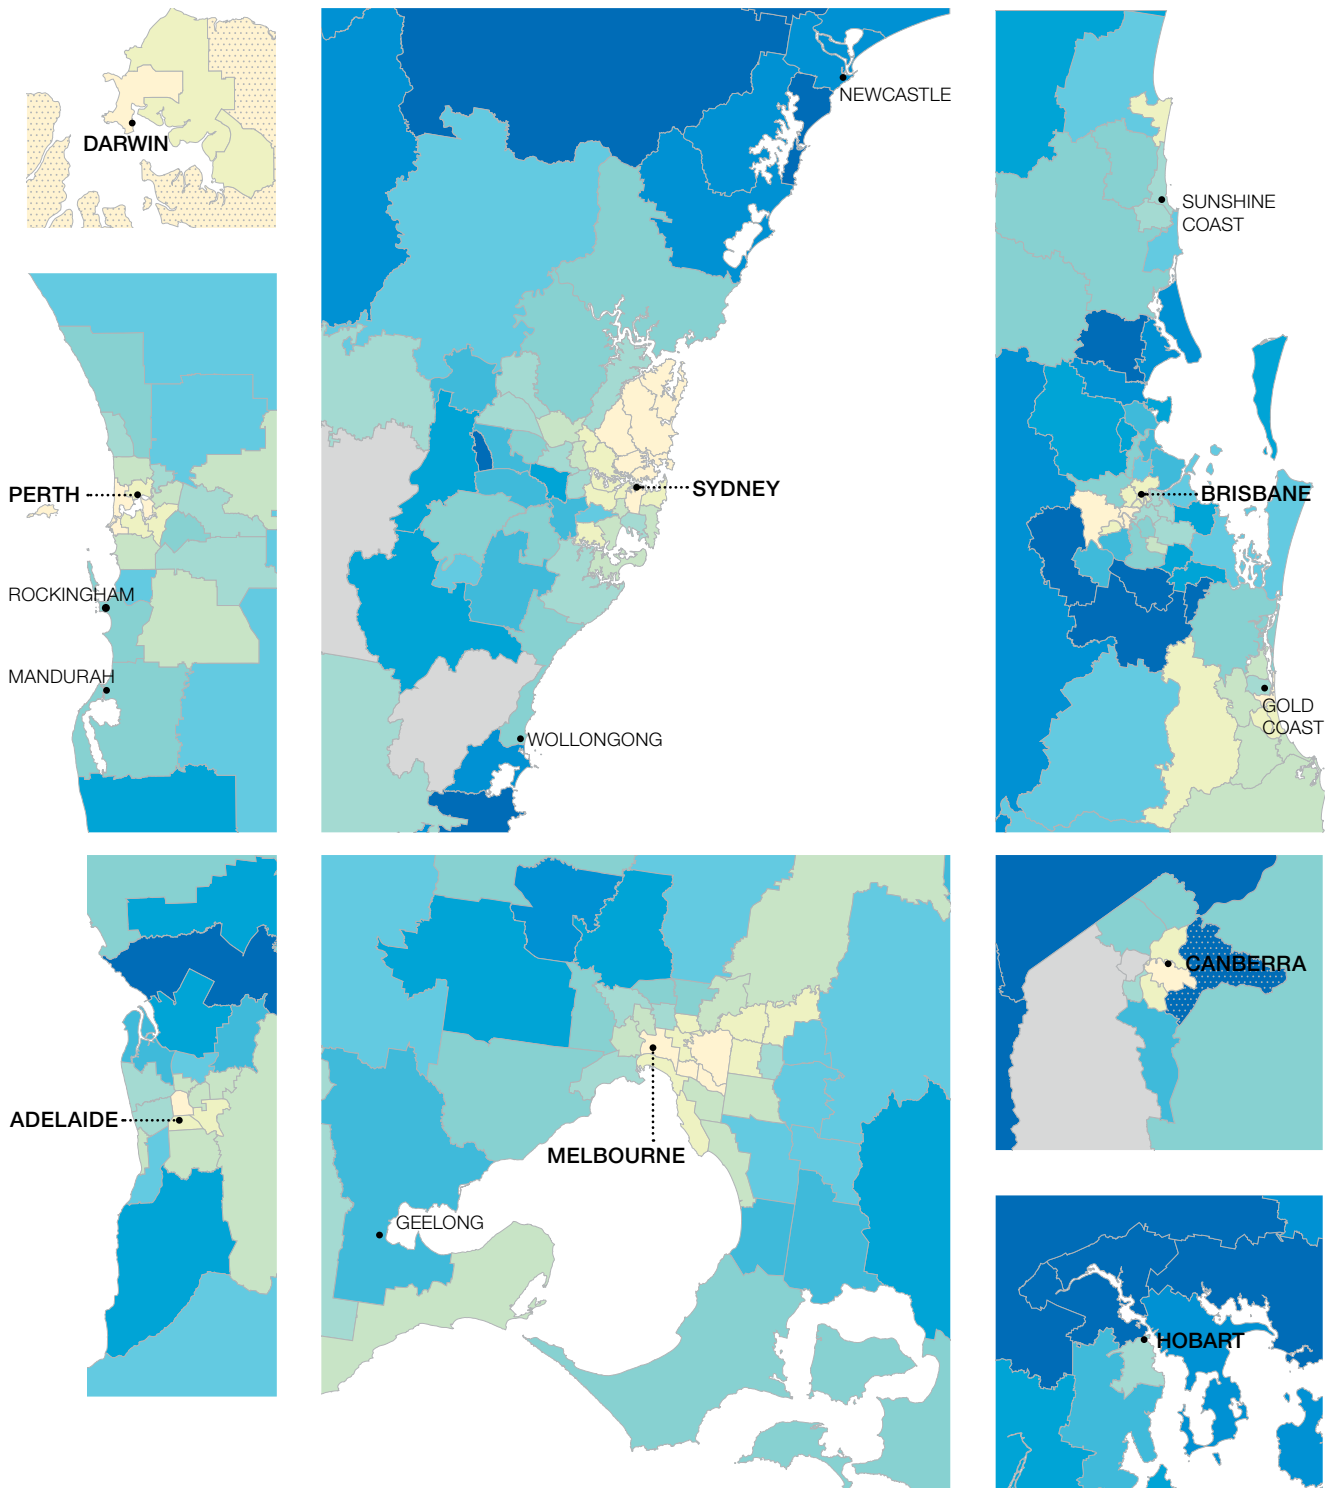 DARWIN
NEWCASTLE
SUNSHINE
COAST
PERTH
SYDNEY
BRISBANE
ROCKINGHAM
MANDURAH
GOLD
COAST
WOLLONGONG
CANBERRA
ADELAIDE
MELBOURNE
GEELONG
HOBART